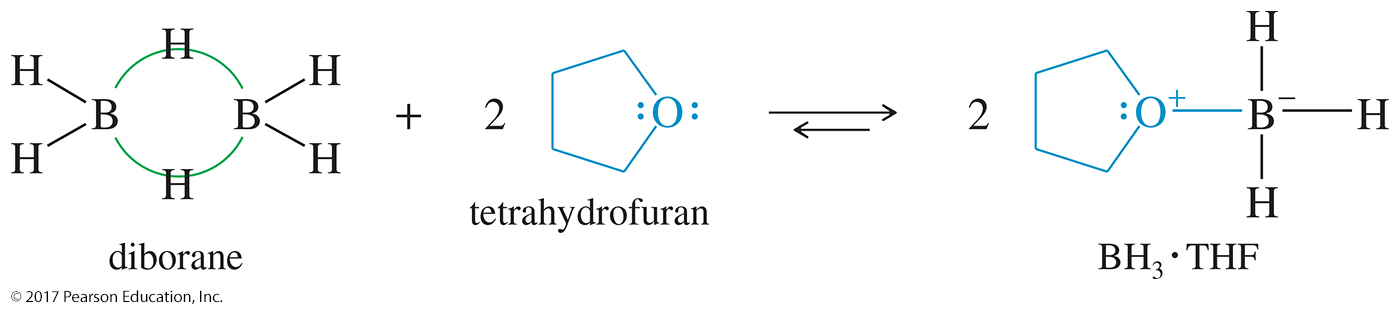 H H H B B H H H + 2 :O: ⇌ 2 :O⁺—B⁻—H H H
tetrahydrofuran
diborane BH₃ · THF
© 2017 Pearson Education, Inc.